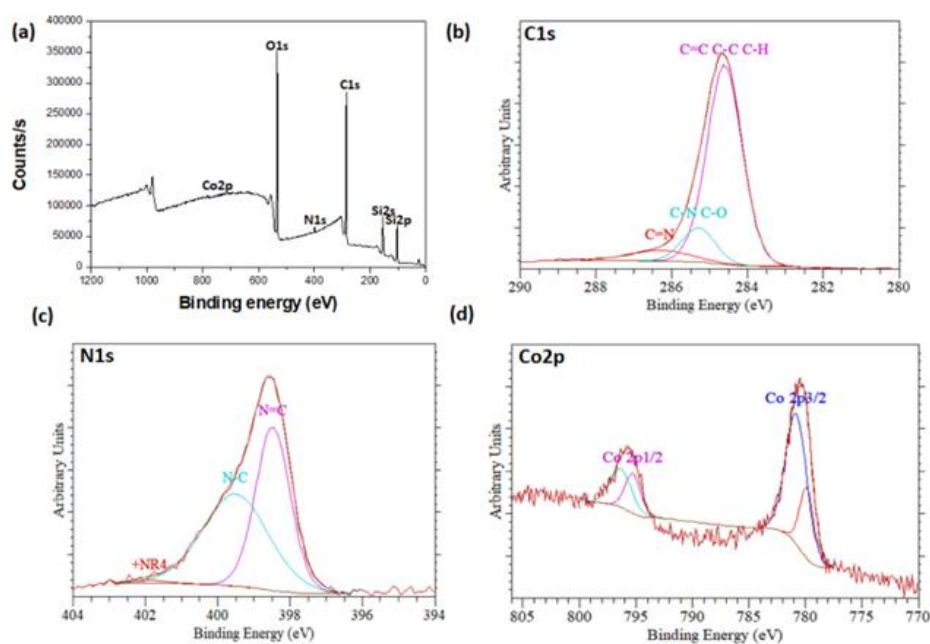 (a)
400000
350000
300000
250000
200000
150000
100000
50000
0
Counts/s
O1s
C1s
Co2p
N1s
Si2s
Si2p
1200 1000 800 600 400 200 0
Binding energy (eV)
(b)
C1s
C=C C-C C-H
C-N C-O
C=N
Arbitrary Units
290 288 286 284 282 280
Binding Energy (eV)
(c)
N1s
N=C
N-C
+NR4
Arbitrary Units
404 402 400 398 396 394
Binding Energy (eV)
(d)
Co2p
Co 2p3/2
Co 2p1/2
Arbitrary Units
805 800 795 790 785 780 775 770
Binding Energy (eV)